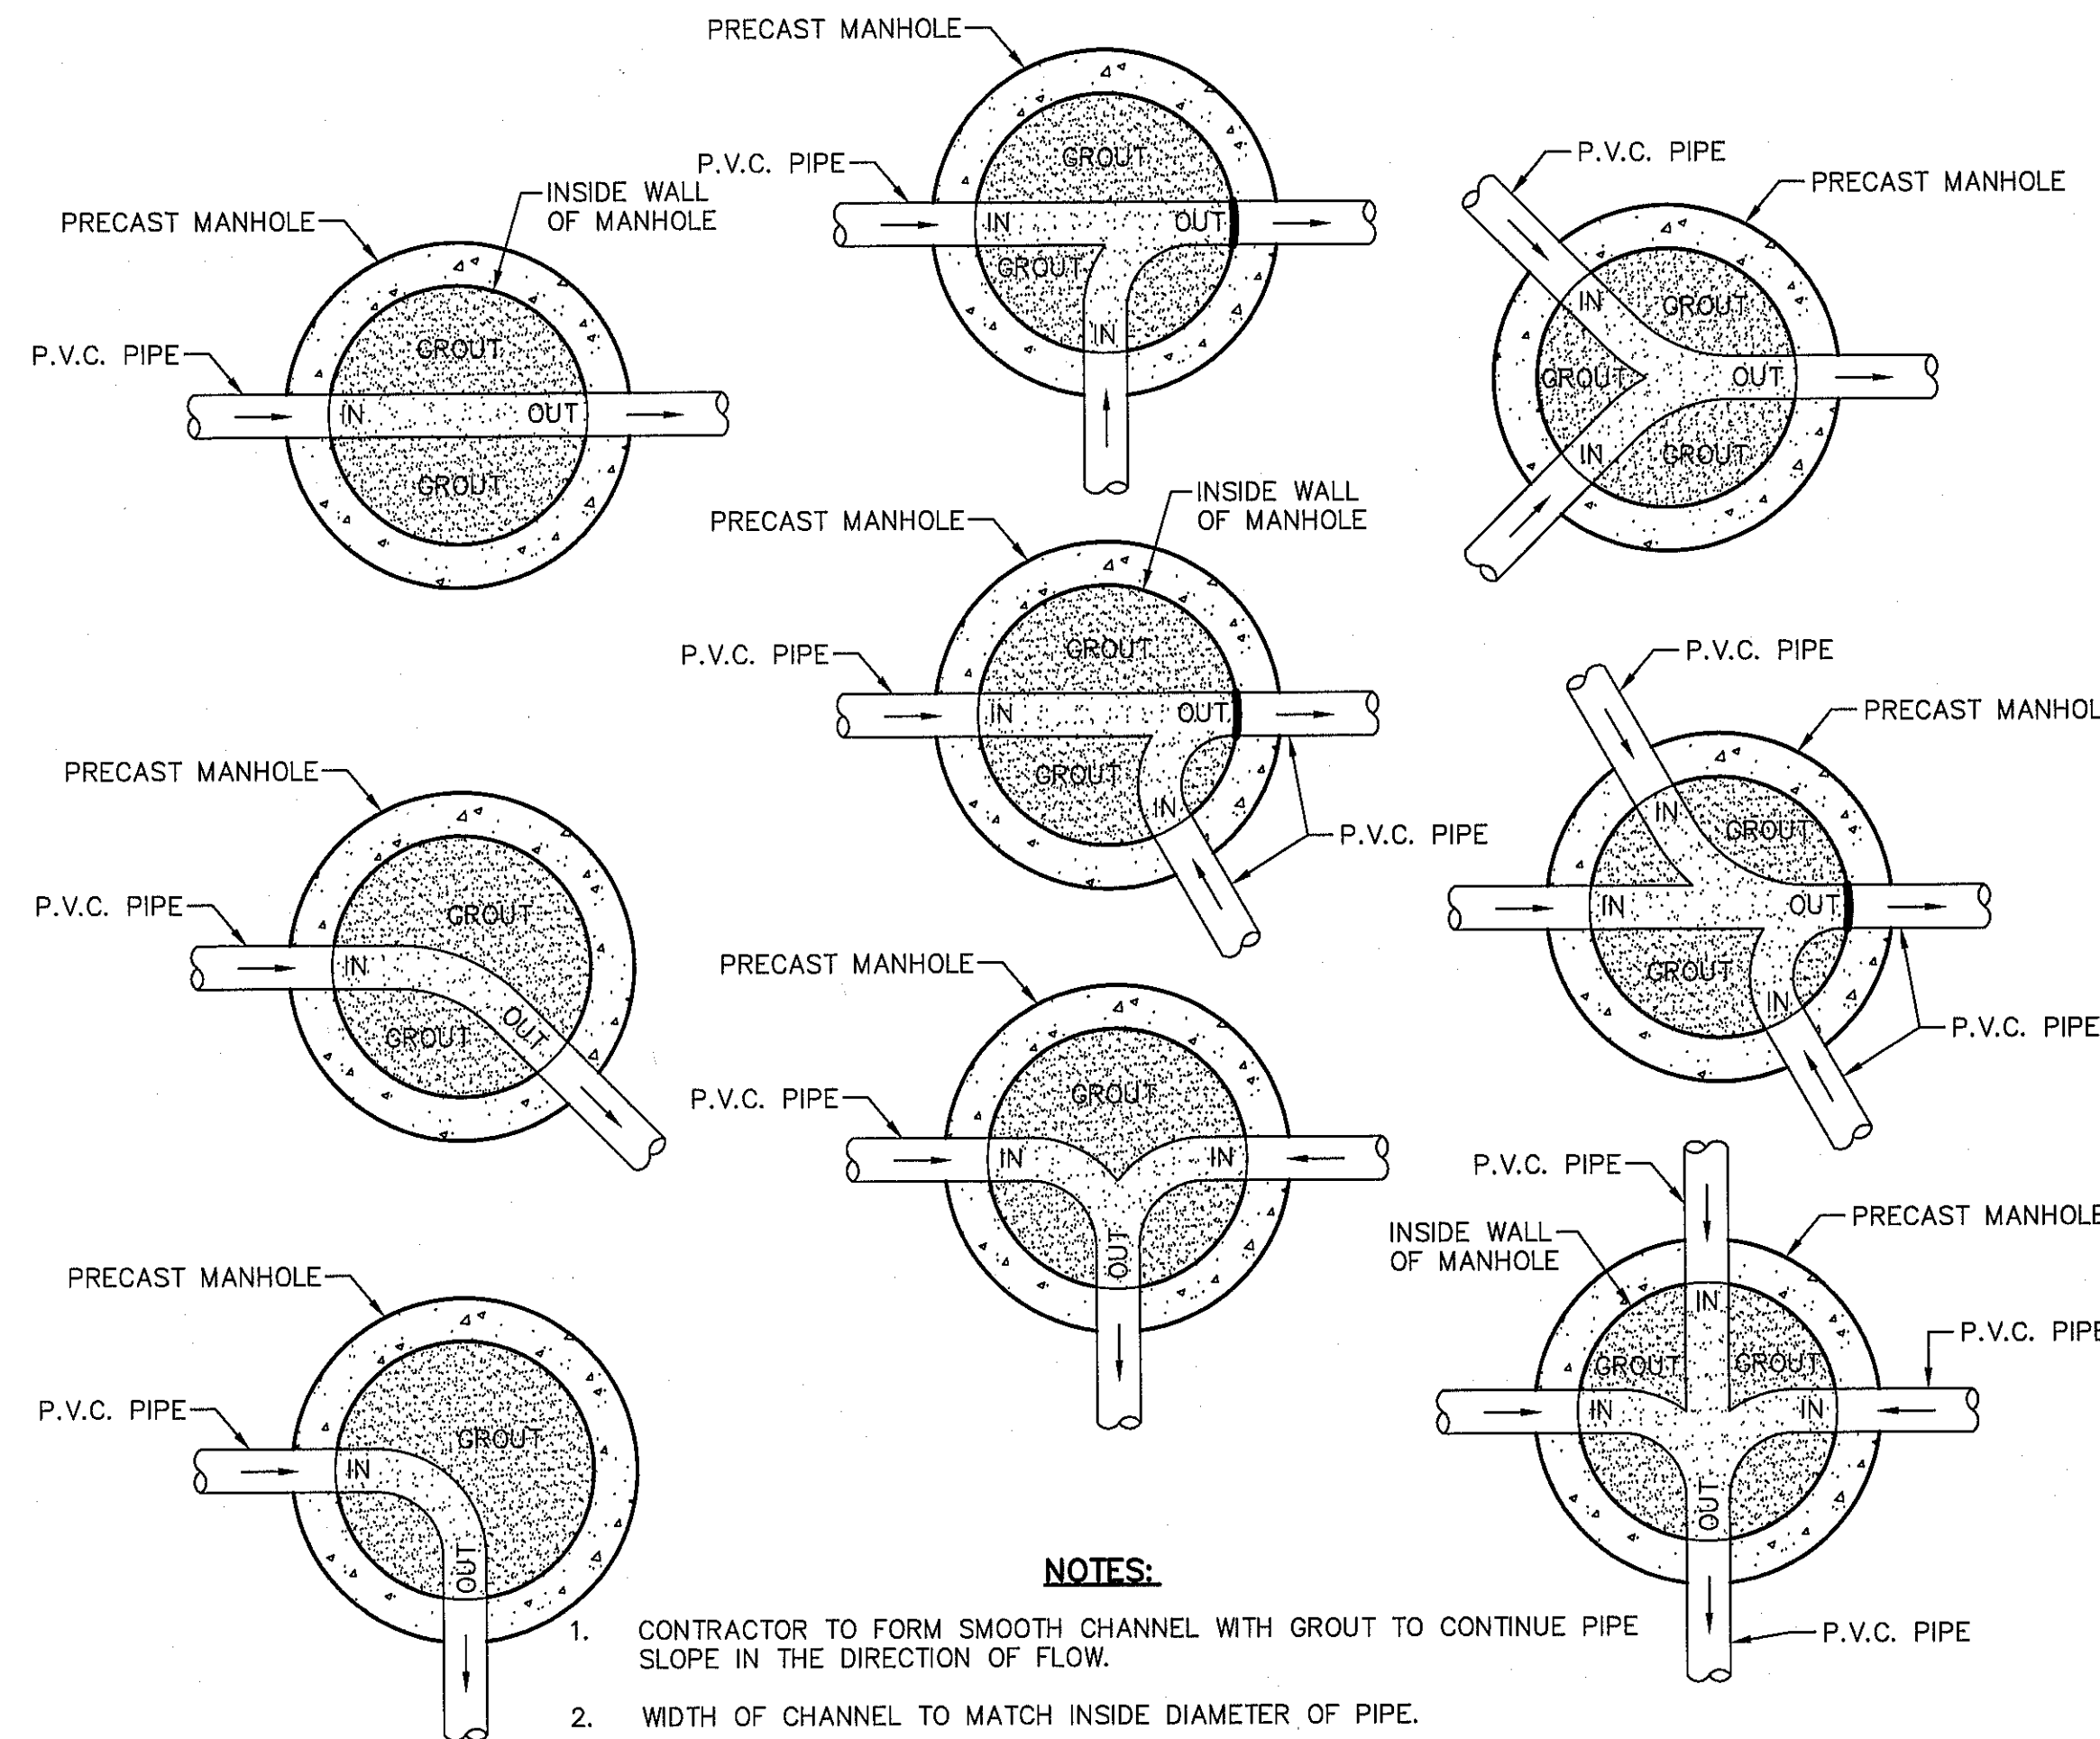 PRECAST MANHOLE
INSIDE WALL
OF MANHOLE
P.V.C. PIPE
GROUT
IN
OUT
GROUT
PRECAST MANHOLE
P.V.C. PIPE
GROUT
IN
OUT
GROUT
PRECAST MANHOLE
P.V.C. PIPE
GROUT
IN
OUT
PRECAST MANHOLE
P.V.C. PIPE
GROUT
IN
OUT
GROUT
IN
PRECAST MANHOLE
INSIDE WALL
OF MANHOLE
P.V.C. PIPE
GROUT
IN
OUT
GROUT
IN
P.V.C. PIPE
PRECAST MANHOLE
P.V.C. PIPE
GROUT
IN
IN
OUT
P.V.C. PIPE
PRECAST MANHOLE
IN
GROUT
GROUT
OUT
IN
GROUT
P.V.C. PIPE
PRECAST MANHOL
IN
GROUT
IN
OUT
GROUT
IN
P.V.C. PIPE
P.V.C. PIPE
INSIDE WALL
OF MANHOLE
PRECAST MANHOLE
IN
P.V.C. PIPE
GROUT
GROUT
IN
IN
OUT
P.V.C. PIPE
NOTES:
1. CONTRACTOR TO FORM SMOOTH CHANNEL WITH GROUT TO CONTINUE PIPE
SLOPE IN THE DIRECTION OF FLOW.
2. WIDTH OF CHANNEL TO MATCH INSIDE DIAMETER OF PIPE.